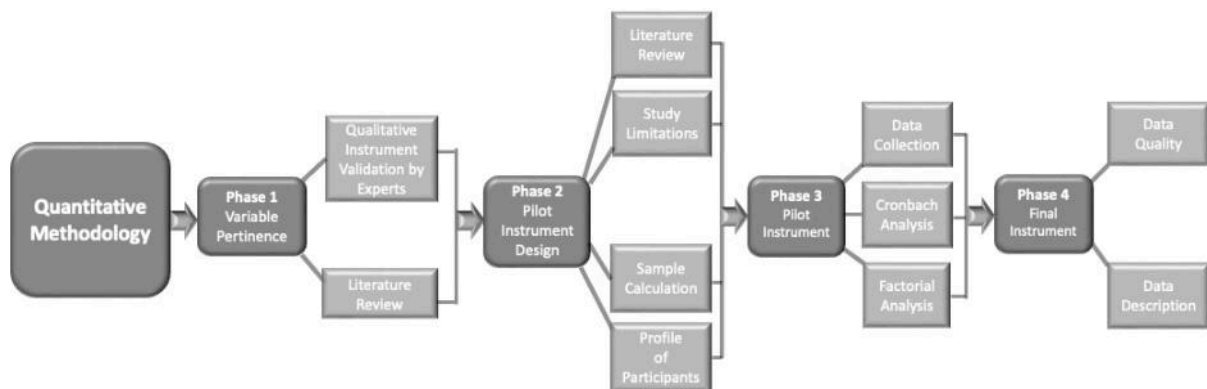 Quantitative
Methodology
Phase 1
Variable
Pertinence
Qualitative
Instrument
Validation by
Experts
Literature
Review
Phase 2
Pilot
Instrument
Design
Literature
Review
Study
Limitations
Sample
Calculation
Profile
of
Participants
Phase 3
Pilot
Instrument
Data
Collection
Cronbach
Analysis
Factorial
Analysis
Phase 4
Final
Instrument
Data
Quality
Data
Description